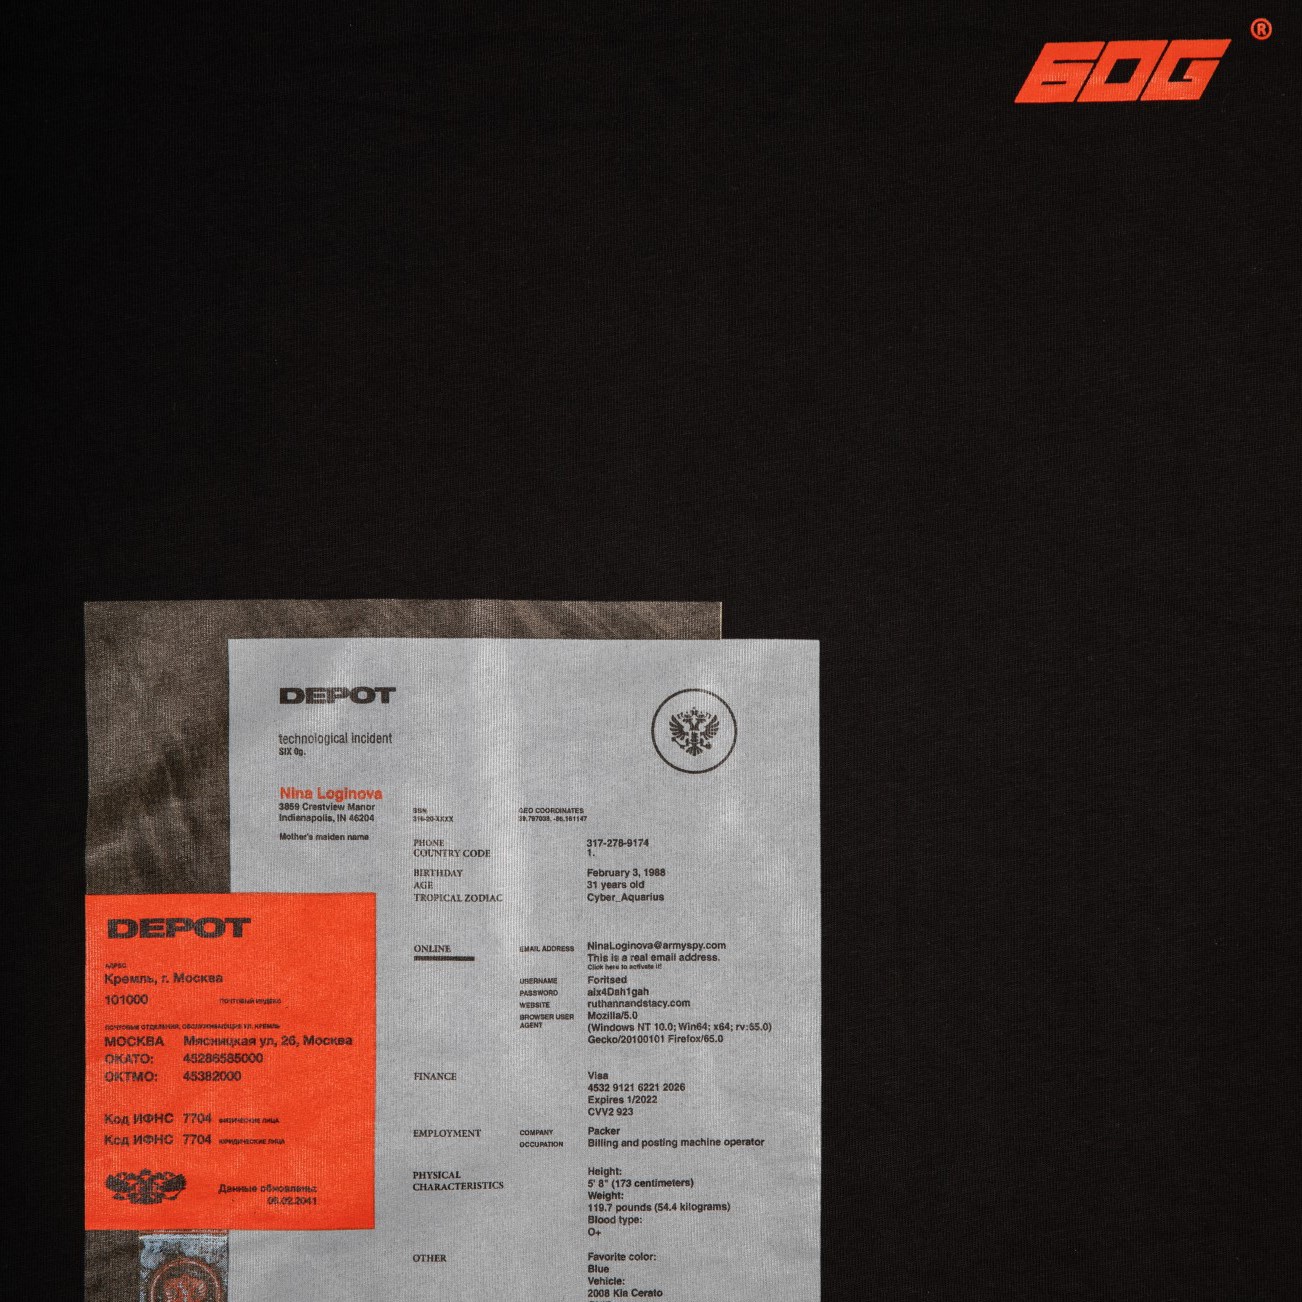 60G ®
DEPOT
technological incident
SIX 0g.
Nina Loginova
3859 Crestview Manor
Indianapolis, IN 46204
Mother's maiden name
SSN
316-20-XXXX
GEO COORDINATES
39.797038, -86.161147
PHONE 317-278-9174
COUNTRY CODE 1.
BIRTHDAY February 3, 1988
AGE 31 years old
TROPICAL ZODIAC Cyber_Aquarius
ONLINE EMAIL ADDRESS NinaLoginova@armyspy.com
This is a real email address.
Click here to activate it!
USERNAME Foritsed
PASSWORD aix4Dah1gah
WEBSITE ruthannandstacy.com
BROWSER USER AGENT Mozilla/5.0
(Windows NT 10.0; Win64; x64; rv:65.0)
Gecko/20100101 Firefox/65.0
FINANCE Visa
4532 9121 6221 2026
Expires 1/2022
CVV2 923
EMPLOYMENT COMPANY Packer
OCCUPATION Billing and posting machine operator
PHYSICAL
CHARACTERISTICS
Height:
5' 8" (173 centimeters)
Weight:
119.7 pounds (54.4 kilograms)
Blood type:
O+
OTHER Favorite color:
Blue
Vehicle:
2008 Kia Cerato
DEPOT
АДРЕС
Кремль, г. Москва
101000 ПОЧТОВЫЙ ИНДЕКС
ПОЧТОВЫЕ ОТДЕЛЕНИЯ, ОБСЛУЖИВАЮЩИЕ УЛ. КРЕМЛЬ
МОСКВА Мясницкая ул, 26, Москва
ОКАТО: 45286585000
ОКТМО: 45382000
Код ИФНС 7704 ФИЗИЧЕСКИЕ ЛИЦА
Код ИФНС 7704 ЮРИДИЧЕСКИЕ ЛИЦА
Данные обновлены:
06.02.2041